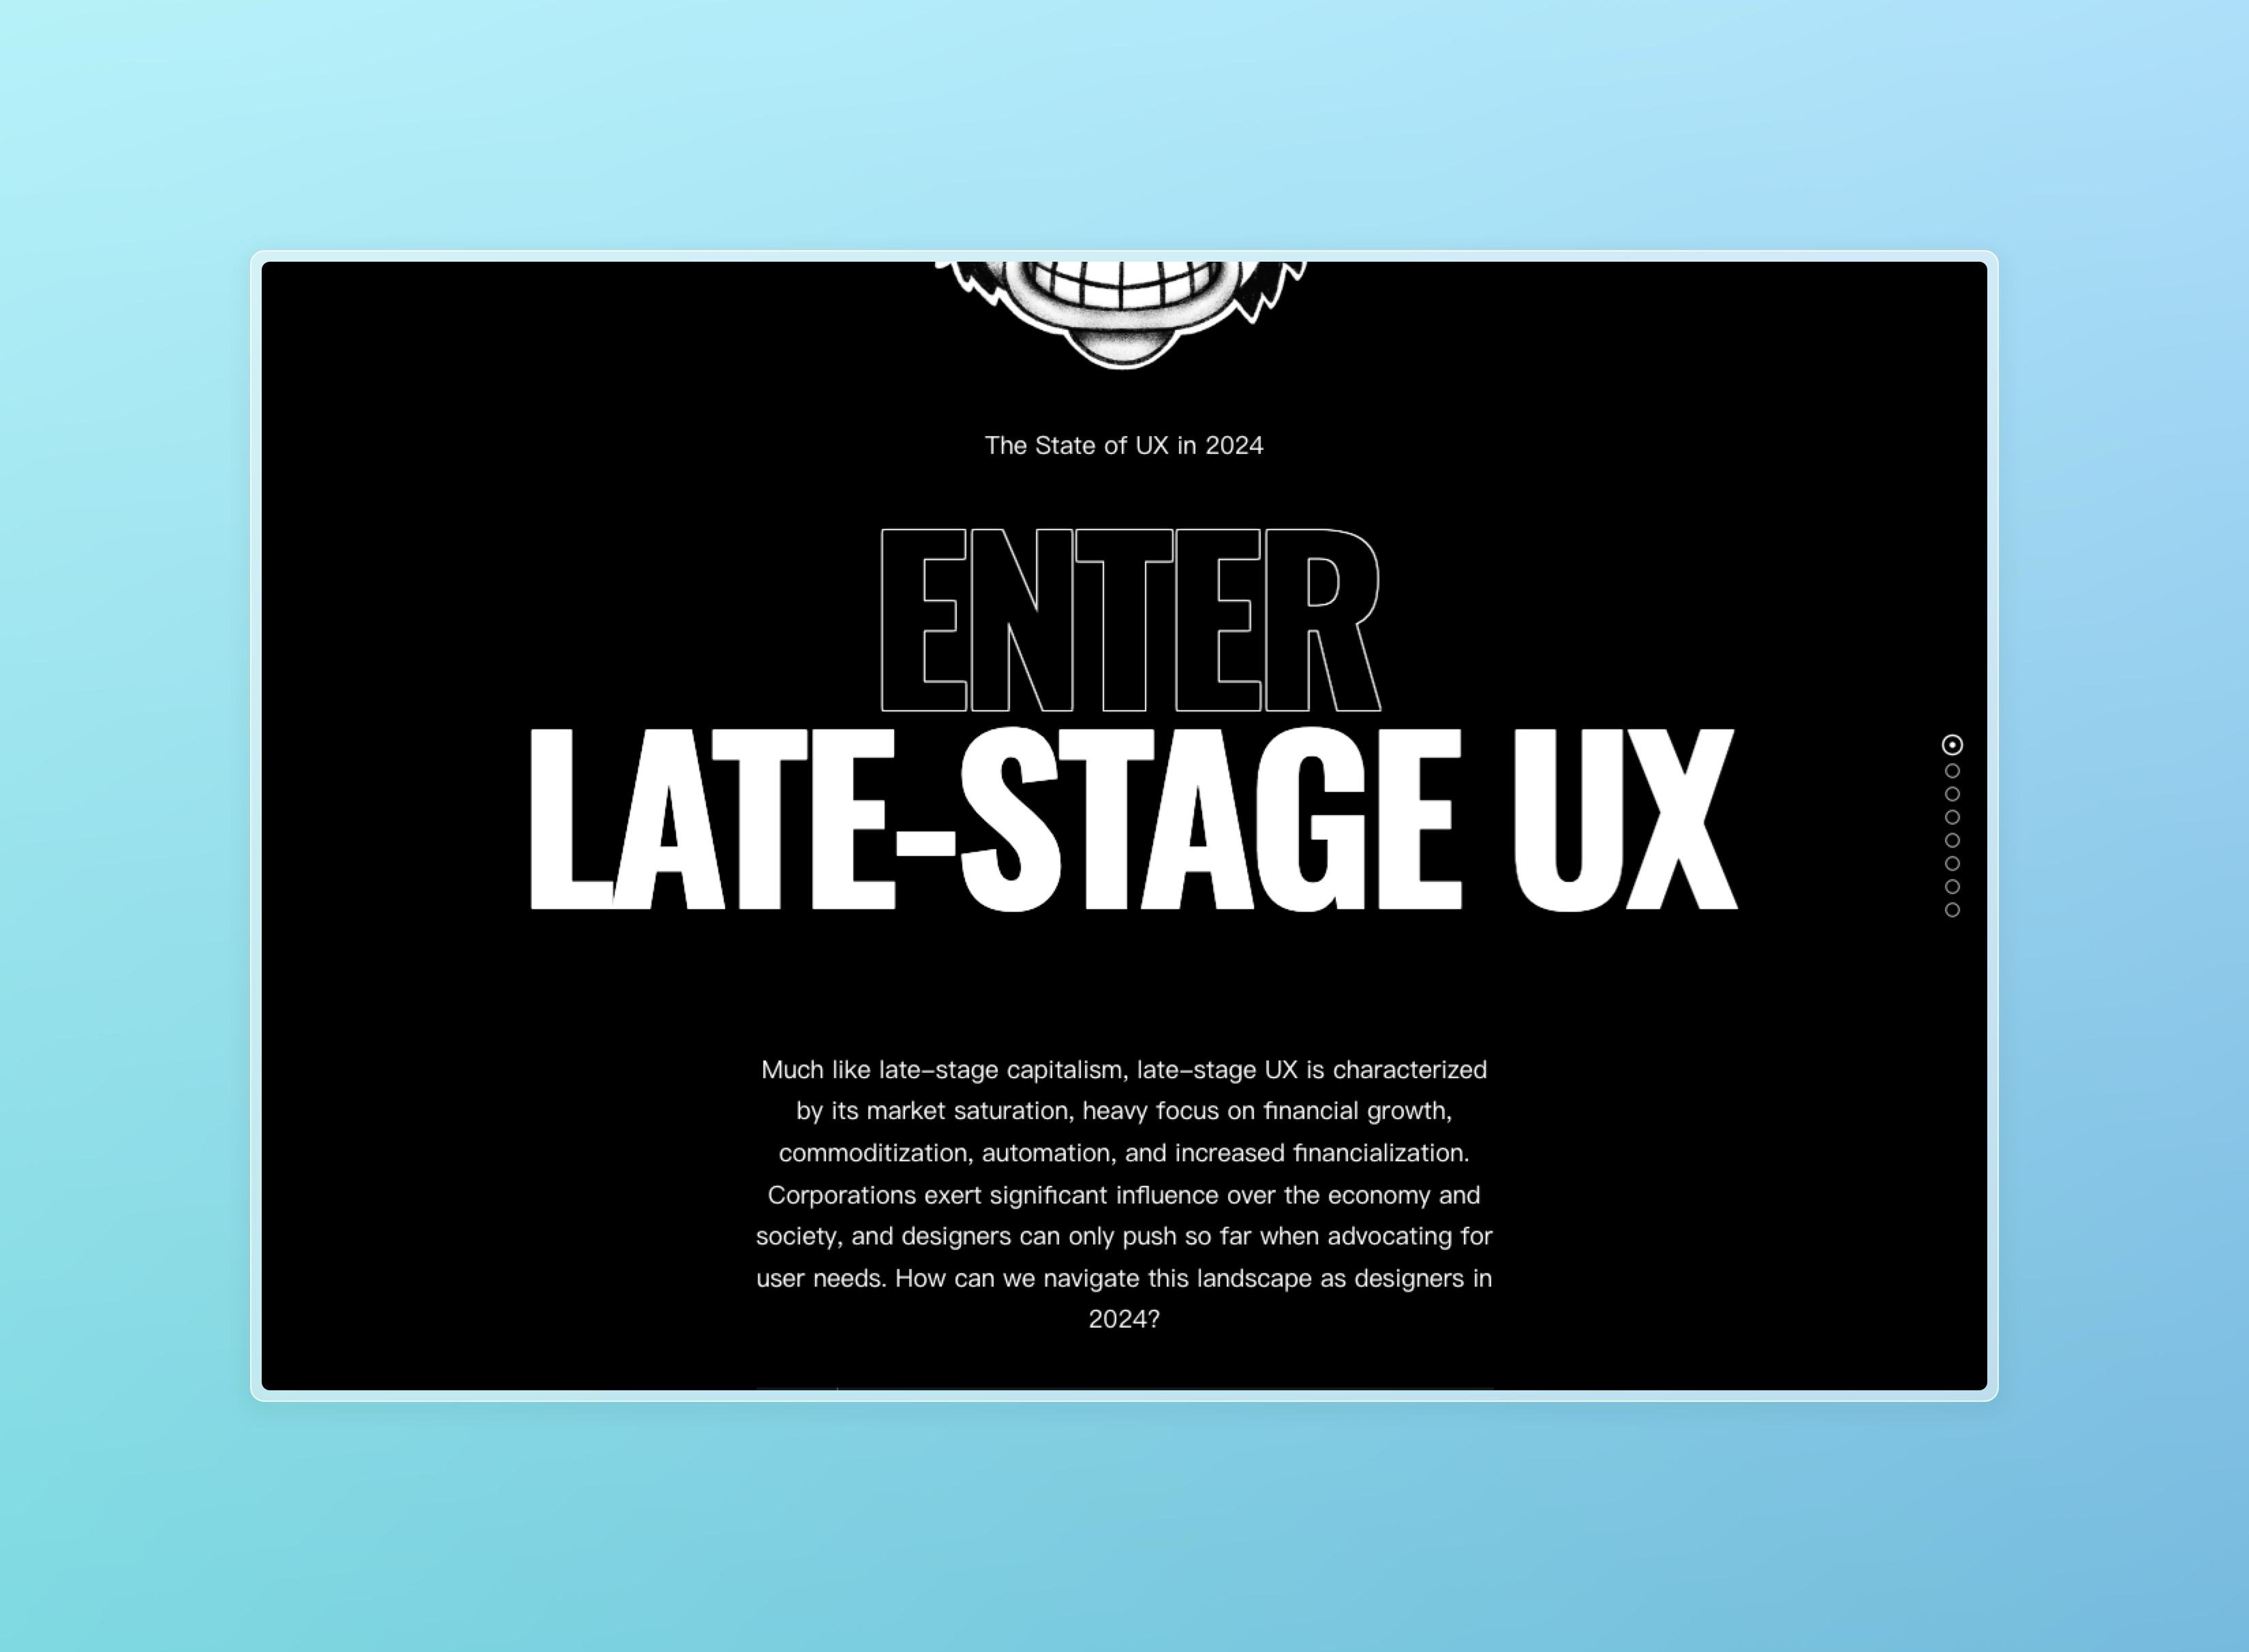 The State of UX in 2024
ENTER
LATE-STAGE UX
Much like late-stage capitalism, late-stage UX is characterized
by its market saturation, heavy focus on financial growth,
commoditization, automation, and increased financialization.
Corporations exert significant influence over the economy and
society, and designers can only push so far when advocating for
user needs. How can we navigate this landscape as designers in
2024?